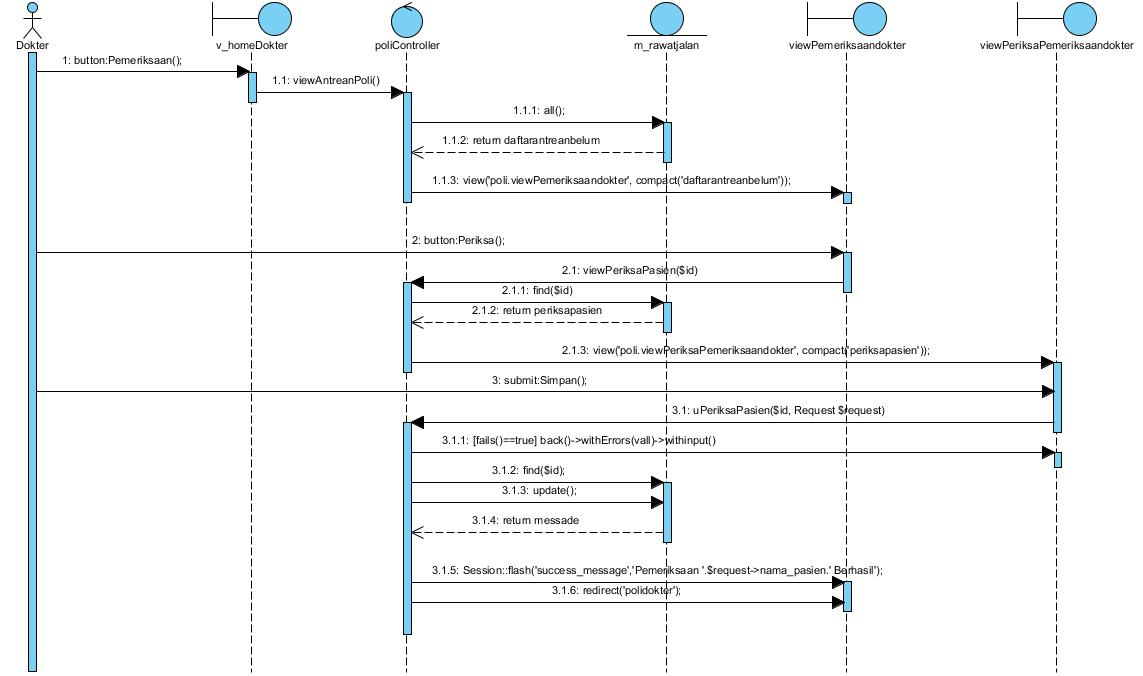 Dokter
v_homeDokter
poliController
m_rawatjalan
viewPemeriksaandokter
viewPeriksaPemeriksaandokter
1: button:Pemeriksaan();
1.1: viewAntreanPoli()
1.1.1: all();
1.1.2: return daftarantreanbelum
1.1.3: view('poli.viewPemeriksaandokter', compact('daftarantreanbelum'));
2: button:Periksa();
2.1: viewPeriksaPasien($id)
2.1.1: find($id)
2.1.2: return periksapasien
2.1.3: view('poli.viewPeriksaPemeriksaandokter', compact('periksapasien'));
3: submit:Simpan();
3.1: uPeriksaPasien($id, Request $request)
3.1.1: [fails()==true] back()->withErrors(vall)->withinput()
3.1.2: find($id);
3.1.3: update();
3.1.4: return messade
3.1.5: Session::flash('success_message','Pemeriksaan '.$request->nama_pasien.' Berhasil');
3.1.6: redirect('polidokter');